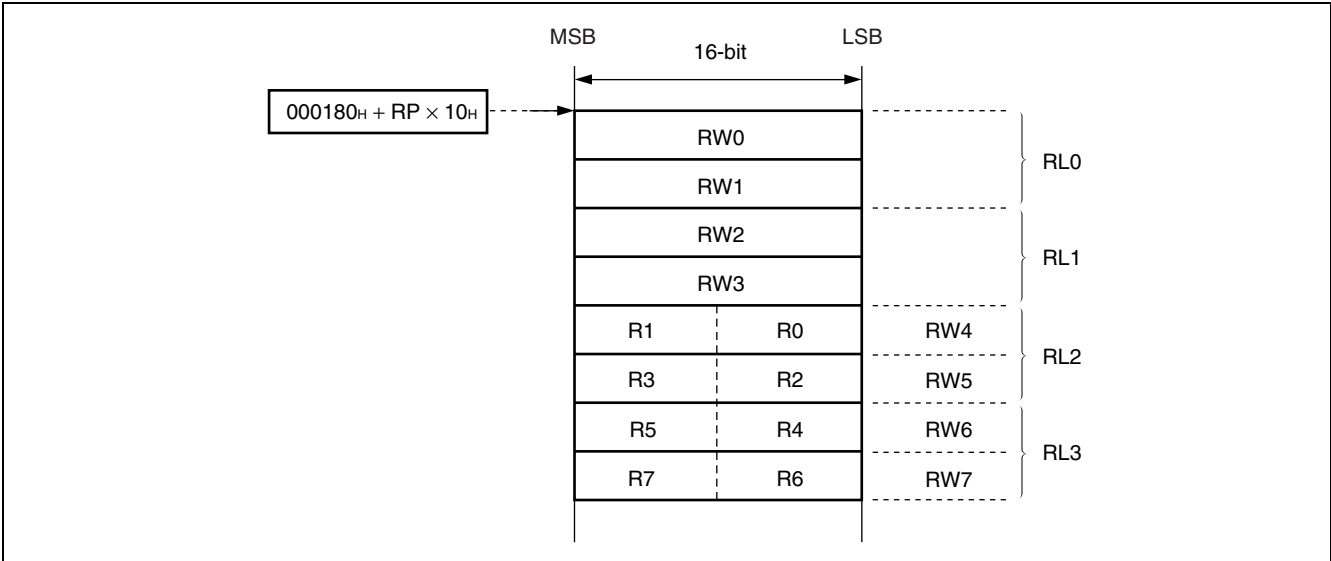 MSB LSB
16-bit
000180H + RP × 10H
RW0
RL0
RW1
RW2
RL1
RW3
R1 R0 RW4
RL2
R3 R2 RW5
R5 R4 RW6
RL3
R7 R6 RW7